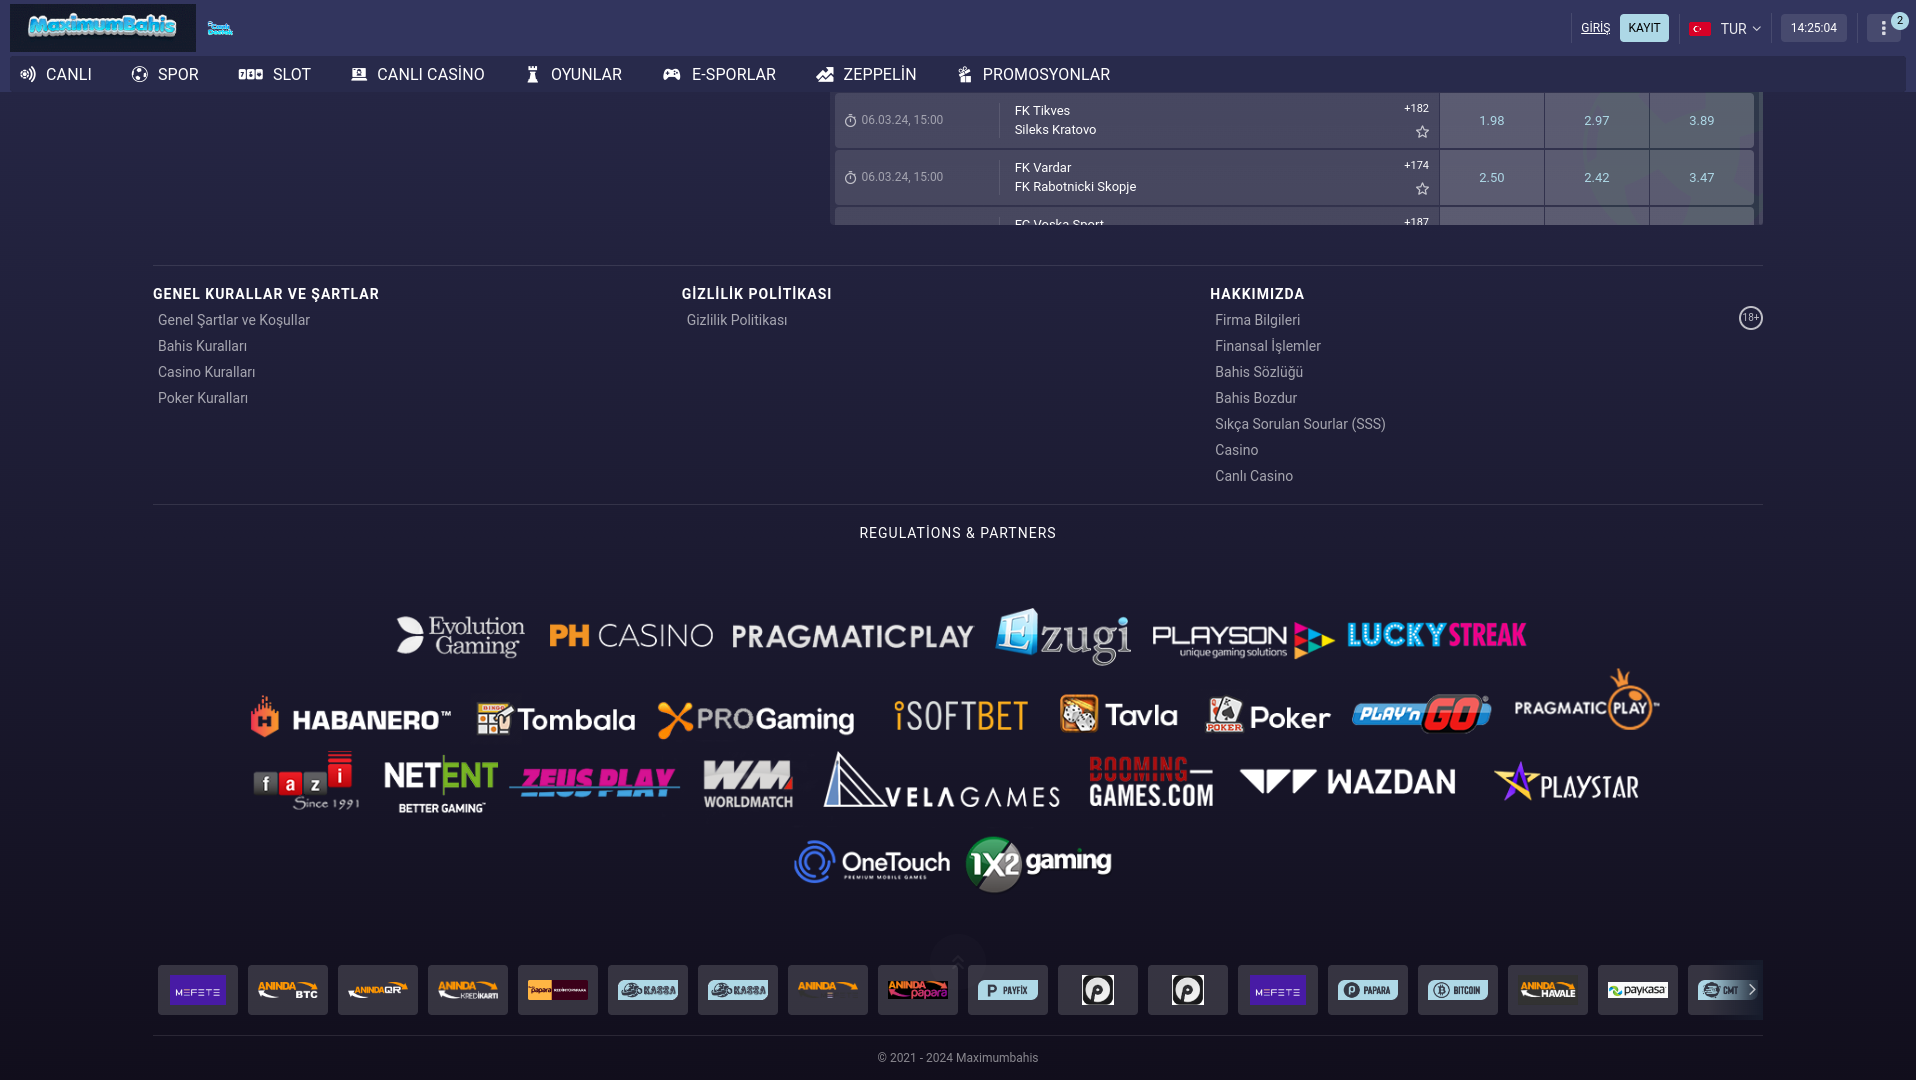 MaximumBahis
Canlı Destek
GİRİŞ
KAYIT
TUR
14:25:04
2
CANLI
SPOR
SLOT
CANLI CASİNO
OYUNLAR
E-SPORLAR
ZEPPELİN
PROMOSYONLAR
06.03.24, 15:00
FK Tikves
Sileks Kratovo
+182
1.98
2.97
3.89
06.03.24, 15:00
FK Vardar
FK Rabotnicki Skopje
+174
2.50
2.42
3.47
FC Voska Sport
+187
GENEL KURALLAR VE ŞARTLAR
Genel Şartlar ve Koşullar
Bahis Kuralları
Casino Kuralları
Poker Kuralları
GİZLİLİK POLİTİKASI
Gizlilik Politikası
HAKKIMIZDA
Firma Bilgileri
Finansal İşlemler
Bahis Sözlüğü
Bahis Bozdur
Sıkça Sorulan Sourlar (SSS)
Casino
Canlı Casino
18+
REGULATİONS & PARTNERS
Evolution Gaming
PH CASINO
PRAGMATICPLAY
Ezugi
PLAYSON
unique gaming solutions
LUCKYSTREAK
HABANERO™
BINGO
Tombala
PROGaming
iSOFTBET
Tavla
POKER
Poker
PLAY'n GO
PRAGMATIC PLAY™
fazi
Since 1991
NETENT
BETTER GAMING™
ZEUS PLAY
WM
WORLDMATCH
VELAGAMES
BOOMING-
GAMES.COM
WAZDAN
PLAYSTAR
OneTouch
PREMIUM MOBILE GAMES
1X2 gaming
MEFETE
ANINDA BTC
ANINDA QR
ANINDA KREDİ KARTI
papara
KASSA
KASSA
ANINDA
ANINDA papara
PAYFİX
MEFETE
PAPARA
BITCOIN
ANINDA HAVALE
paykasa
CMT
© 2021 - 2024 Maximumbahis